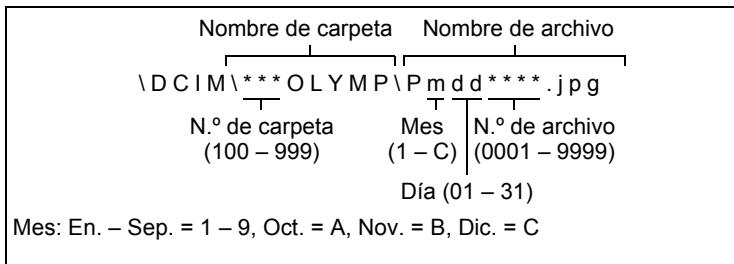 Nombre de carpeta Nombre de archivo
\DCIM\***OLYMP\Pmdd****.jpg
N.º de carpeta Mes N.º de archivo
(100 – 999) (1 – C) (0001 – 9999)
Día (01 – 31)
Mes: En. – Sep. = 1 – 9, Oct. = A, Nov. = B, Dic. = C